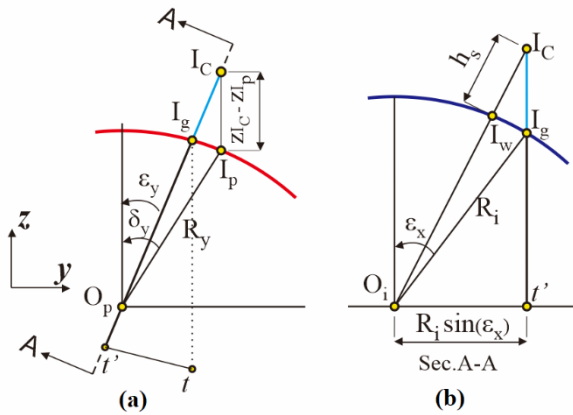 A
I_C
ZI_C - ZI_p
I_g
I_p
ε_y
δ_y
R_y
z
y
O_p
A
t'
t
(a)
h_s
I_C
I_w
I_g
ε_x
R_i
O_i
t'
R_i sin(ε_x)
Sec.A-A
(b)